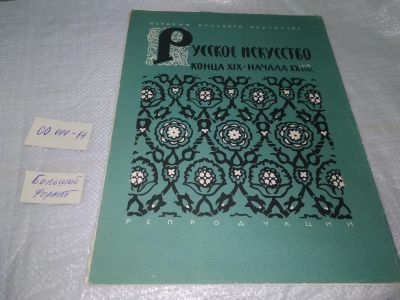 ИСТОРИЯ РУССКОГО ИСКУССТВА
РУССКОЕ ИСКУССТВО
КОНЦА XIX-НАЧАЛА XX ВЕКА
РЕПРОДУКЦИИ
00.000-14
Большой
формат